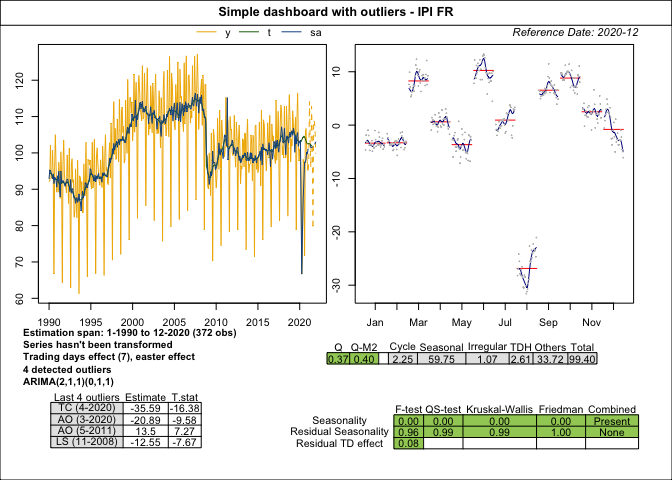 Simple dashboard with outliers - IPI FR
y t sa
Reference Date: 2020-12
120
110
100
90
80
70
60
1990 1995 2000 2005 2010 2015 2020
10
0
-10
-20
-30
Jan Mar May Jul Sep Nov
Estimation span: 1-1990 to 12-2020 (372 obs)
Series hasn't been transformed
Trading days effect (7), easter effect
4 detected outliers
ARIMA(2,1,1)(0,1,1)
Q Q-M2 Cycle Seasonal Irregular TDH Others Total
0.37 0.40 2.25 59.75 1.07 2.61 33.72 99.40
Last 4 outliers Estimate T.stat
TC (4-2020) -35.59 -16.38
AO (3-2020) -20.89 -9.58
AO (5-2011) 13.5 7.27
LS (11-2008) -12.55 -7.67
F-test QS-test Kruskal-Wallis Friedman Combined
Seasonality 0.00 0.00 0.00 0.00 Present
Residual Seasonality 0.96 0.99 0.99 1.00 None
Residual TD effect 0.08